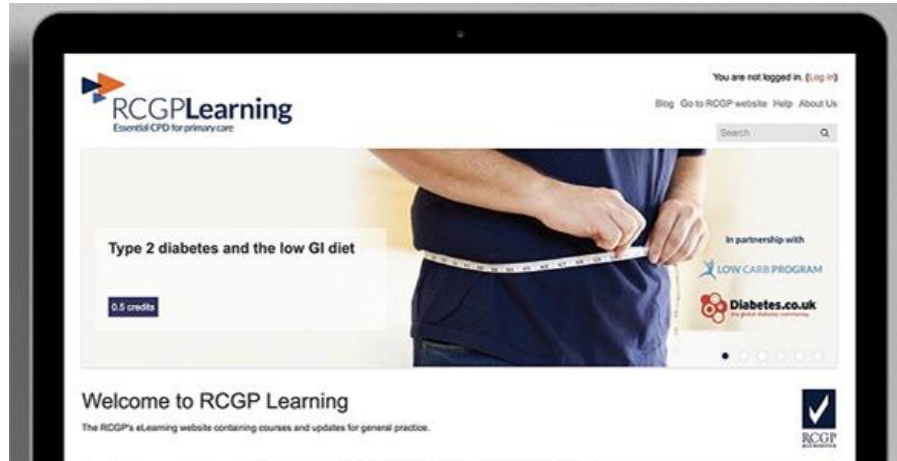 You are not logged in. (Log in)
RCGPLearning
Essential CPD for primary care
Blog Go to RCGP website Help About Us
Search
Type 2 diabetes and the low GI diet
0.5 credits
In partnership with
LOW CARB PROGRAM
Diabetes.co.uk
the global diabetes community
Welcome to RCGP Learning
The RCGP's eLearning website containing courses and updates for general practice.
RCGP